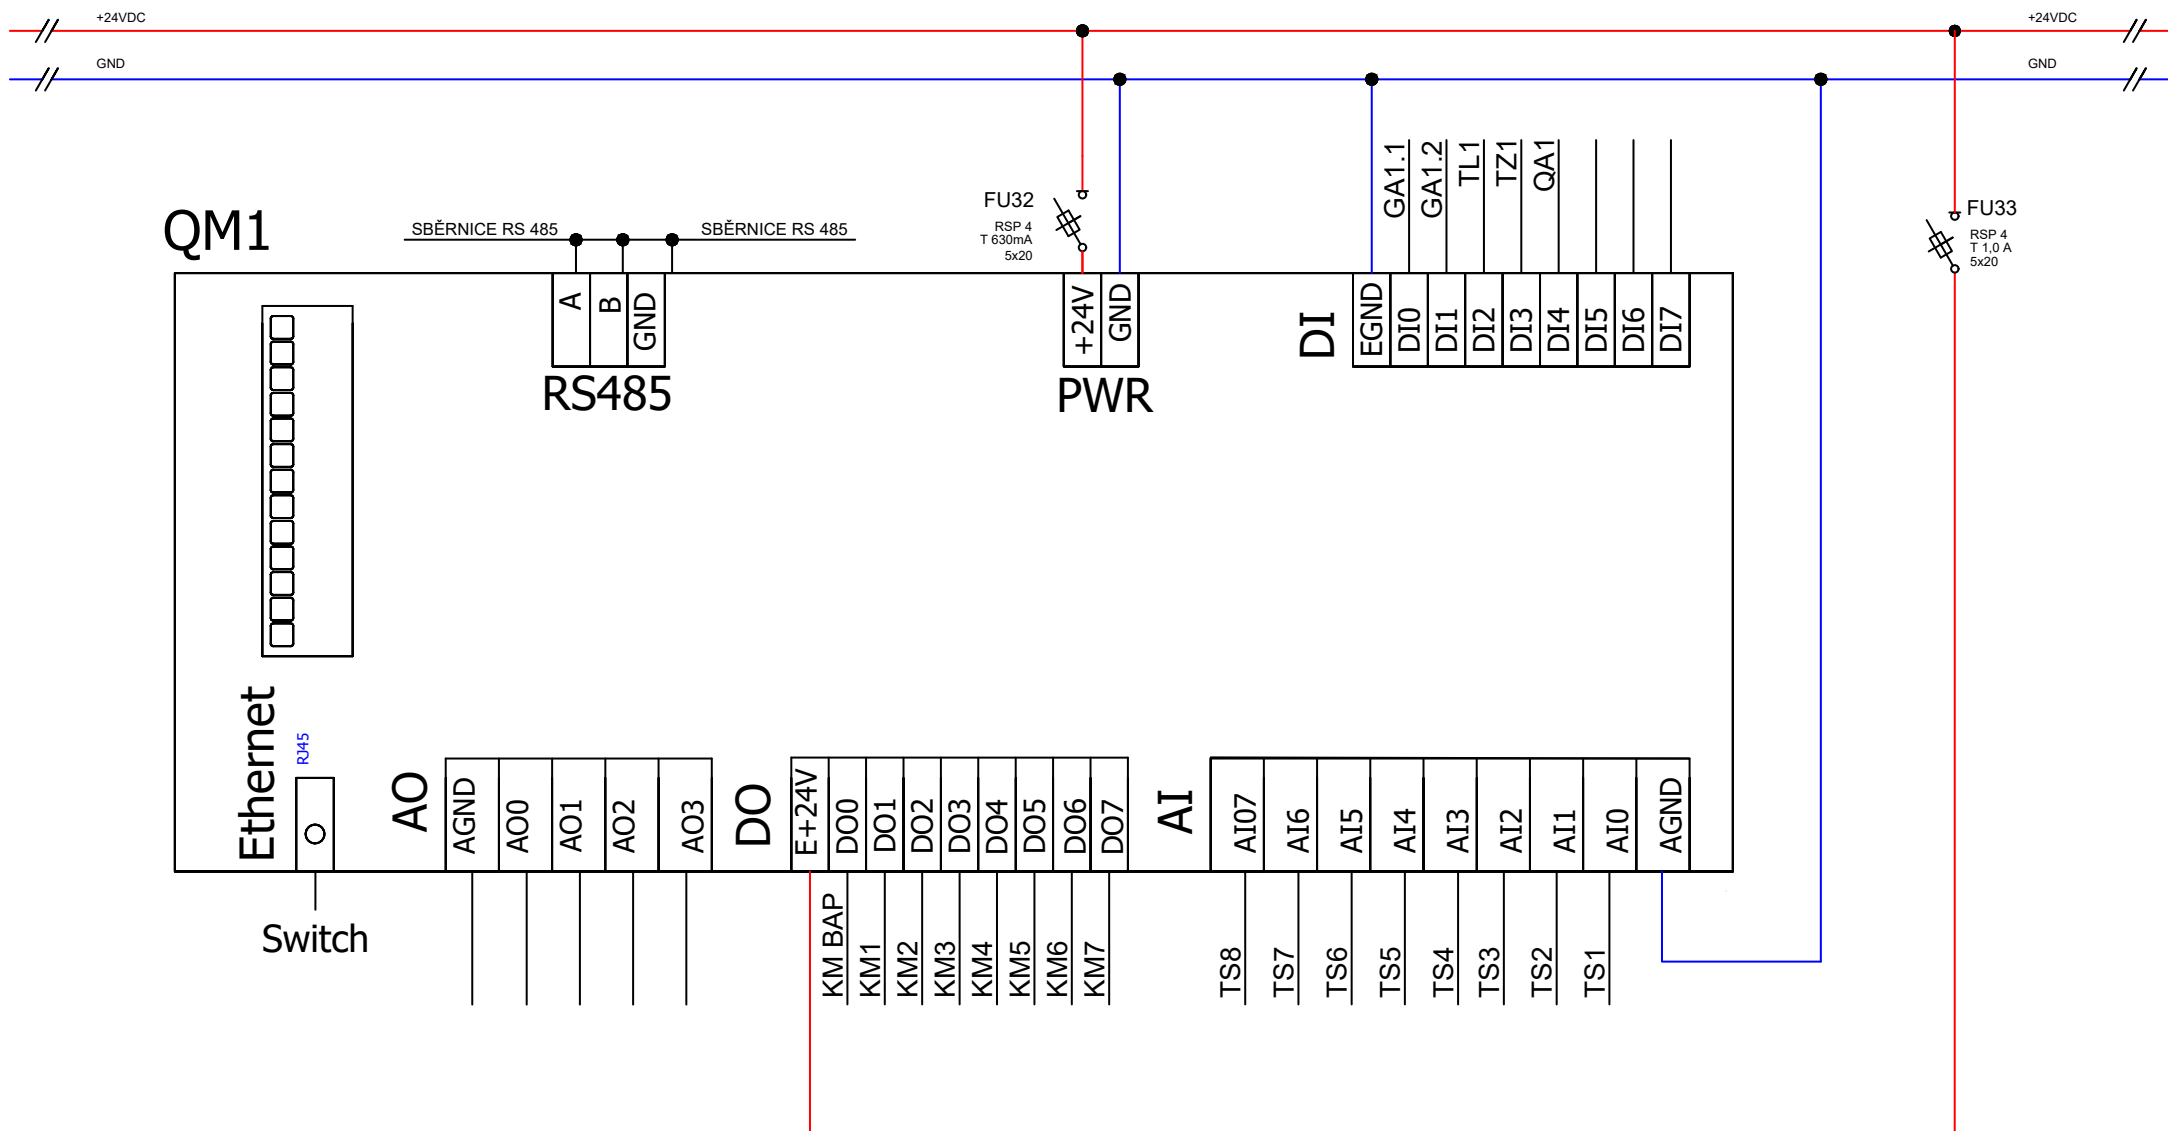 +24VDC
+24VDC
GND
GND
QM1
SBĚRNICE RS 485
SBĚRNICE RS 485
FU32
RSP 4
T 630mA
5x20
GA1.1
GA1.2
TL1
TZ1
QA1
FU33
RSP 4
T 1,0 A
5x20
A
B
GND
RS485
+24V
GND
PWR
DI
EGND
DI0
DI1
DI2
DI3
DI4
DI5
DI6
DI7
Ethernet
RJ45
Switch
AO
AGND
AO0
AO1
AO2
AO3
DO
E+24V
DO0
DO1
DO2
DO3
DO4
DO5
DO6
DO7
AI
AI07
AI6
AI5
AI4
AI3
AI2
AI1
AI0
AGND
KM BAP
KM1
KM2
KM3
KM4
KM5
KM6
KM7
TS8
TS7
TS6
TS5
TS4
TS3
TS2
TS1